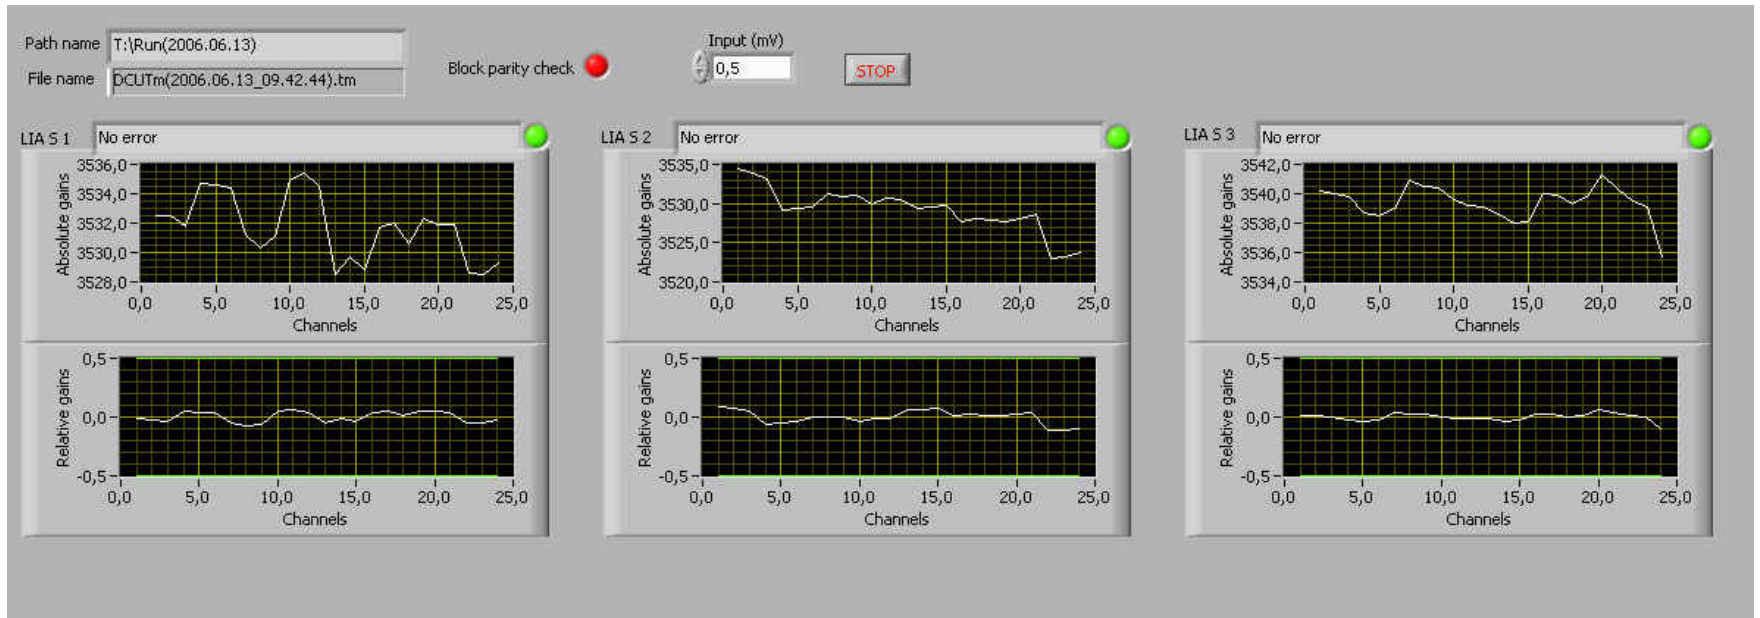 Path name T:\Run(2006.06.13)
File name DCUTm(2006.06.13_09.42.44).tm
Block parity check
Input (mV)
0,5
STOP
LIA S 1 No error
Absolute gains
3536,0
3534,0
3532,0
3530,0
3528,0
0,0 5,0 10,0 15,0 20,0 25,0
Channels
Relative gains
0,5
0,0
-0,5
0,0 5,0 10,0 15,0 20,0 25,0
Channels
LIA S 2 No error
Absolute gains
3535,0
3530,0
3525,0
3520,0
0,0 5,0 10,0 15,0 20,0 25,0
Channels
Relative gains
0,5
0,0
-0,5
0,0 5,0 10,0 15,0 20,0 25,0
Channels
LIA S 3 No error
Absolute gains
3542,0
3540,0
3538,0
3536,0
3534,0
0,0 5,0 10,0 15,0 20,0 25,0
Channels
Relative gains
0,5
0,0
-0,5
0,0 5,0 10,0 15,0 20,0 25,0
Channels